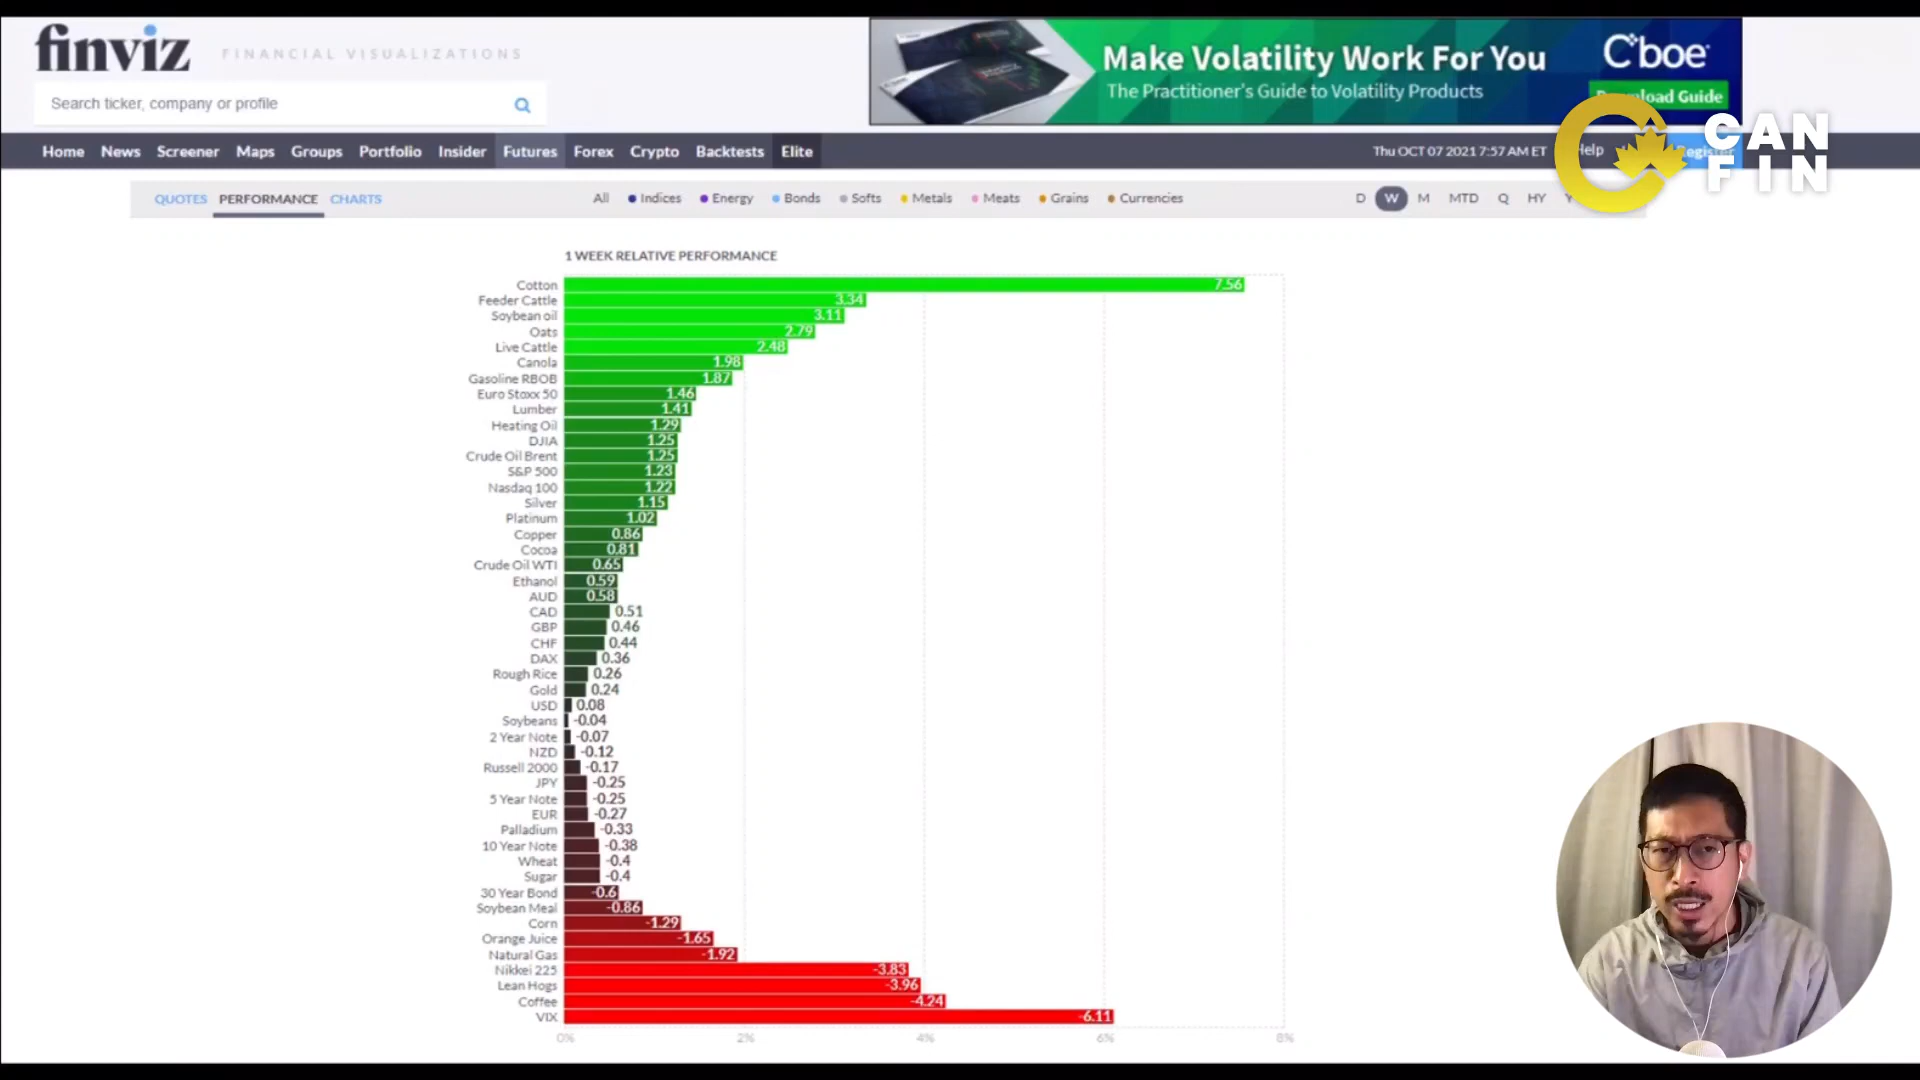 finviz FINANCIAL VISUALIZATIONS
Make Volatility Work For You
The Practitioner's Guide to Volatility Products
Cboe
Download Guide
Search ticker, company or profile
CAN
FIN
Home News Screener Maps Groups Portfolio Insider Futures Forex Crypto Backtests Elite
Thu OCT 07 2021 7:57 AM ET Help Register
QUOTES PERFORMANCE CHARTS
All Indices Energy Bonds Softs Metals Meats Grains Currencies
D W M MTD Q HY Y
1 WEEK RELATIVE PERFORMANCE
Cotton 7.56
Feeder Cattle 3.34
Soybean oil 3.11
Oats 2.79
Live Cattle 2.48
Canola 1.98
Gasoline RBOB 1.87
Euro Stoxx 50 1.46
Lumber 1.41
Heating Oil 1.29
DJIA 1.25
Crude Oil Brent 1.25
S&P 500 1.23
Nasdaq 100 1.22
Silver 1.15
Platinum 1.02
Copper 0.86
Cocoa 0.81
Crude Oil WTI 0.65
Ethanol 0.59
AUD 0.58
CAD 0.51
GBP 0.46
CHF 0.44
DAX 0.36
Rough Rice 0.26
Gold 0.24
USD 0.08
Soybeans -0.04
2 Year Note -0.07
NZD -0.12
Russell 2000 -0.17
JPY -0.25
5 Year Note -0.25
EUR -0.27
Palladium -0.33
10 Year Note -0.38
Wheat -0.4
Sugar -0.4
30 Year Bond -0.6
Soybean Meal -0.86
Corn -1.29
Orange Juice -1.65
Natural Gas -1.92
Nikkei 225 -3.83
Lean Hogs -3.96
Coffee -4.24
VIX -6.11
0% 2% 4% 6% 8%